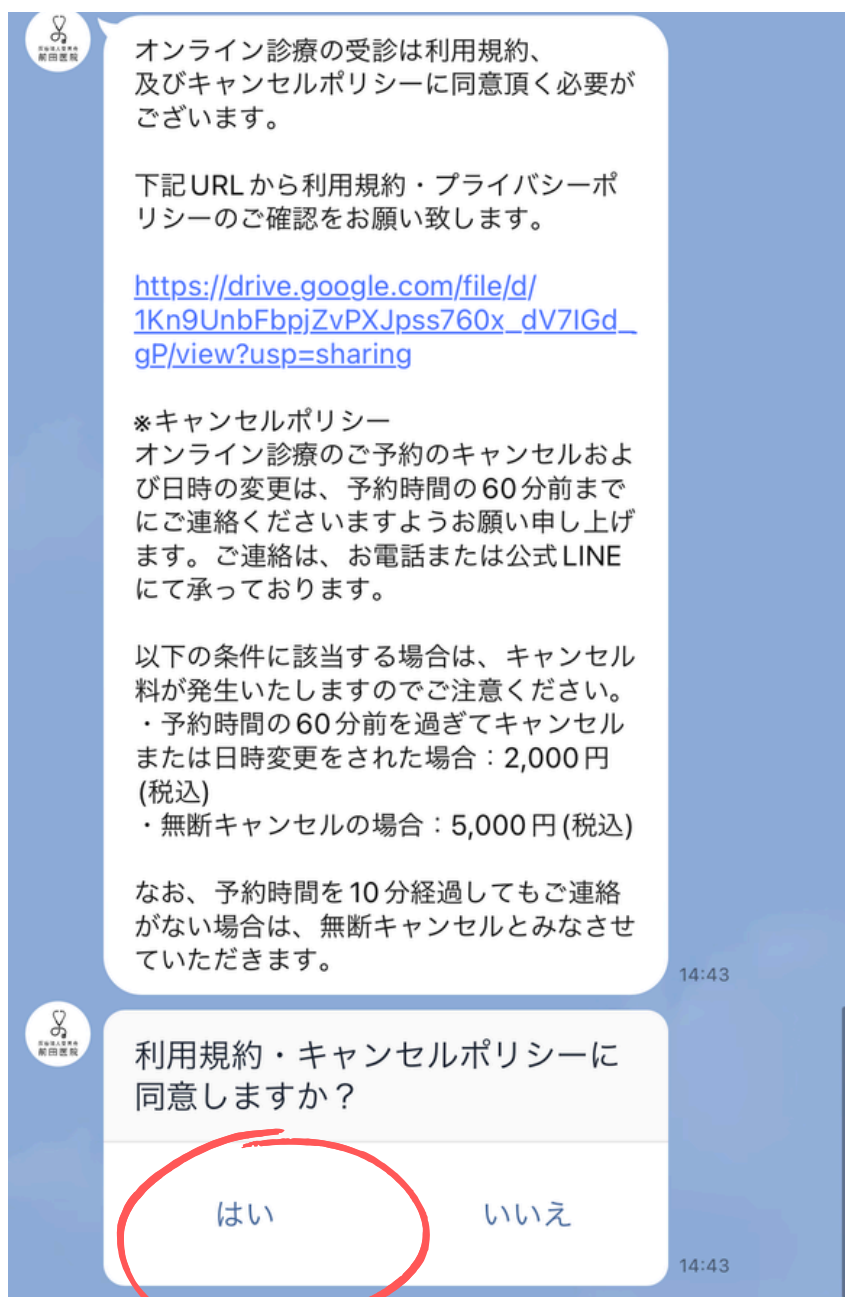 前田医院
オンライン診療の受診は利用規約、
及びキャンセルポリシーに同意頂く必要が
ございます。
下記URLから利用規約・プライバシーポ
リシーのご確認をお願い致します。
https://drive.google.com/file/d/
1Kn9UnbFbpjZvPXJpss760x_dV7IGd_
gP/view?usp=sharing
※キャンセルポリシー
オンライン診療のご予約のキャンセルおよ
び日時の変更は、予約時間の60分前まで
にご連絡くださいますようお願い申し上げ
ます。ご連絡は、お電話または公式LINE
にて承っております。
以下の条件に該当する場合は、キャンセル
料が発生いたしますのでご注意ください。
・予約時間の60分前を過ぎてキャンセル
または日時変更をされた場合：2,000円
(税込)
・無断キャンセルの場合：5,000円(税込)
なお、予約時間を10分経過してもご連絡
がない場合は、無断キャンセルとみなさせ
ていただきます。
14:43
前田医院
利用規約・キャンセルポリシーに
同意しますか？
はい
いいえ
14:43